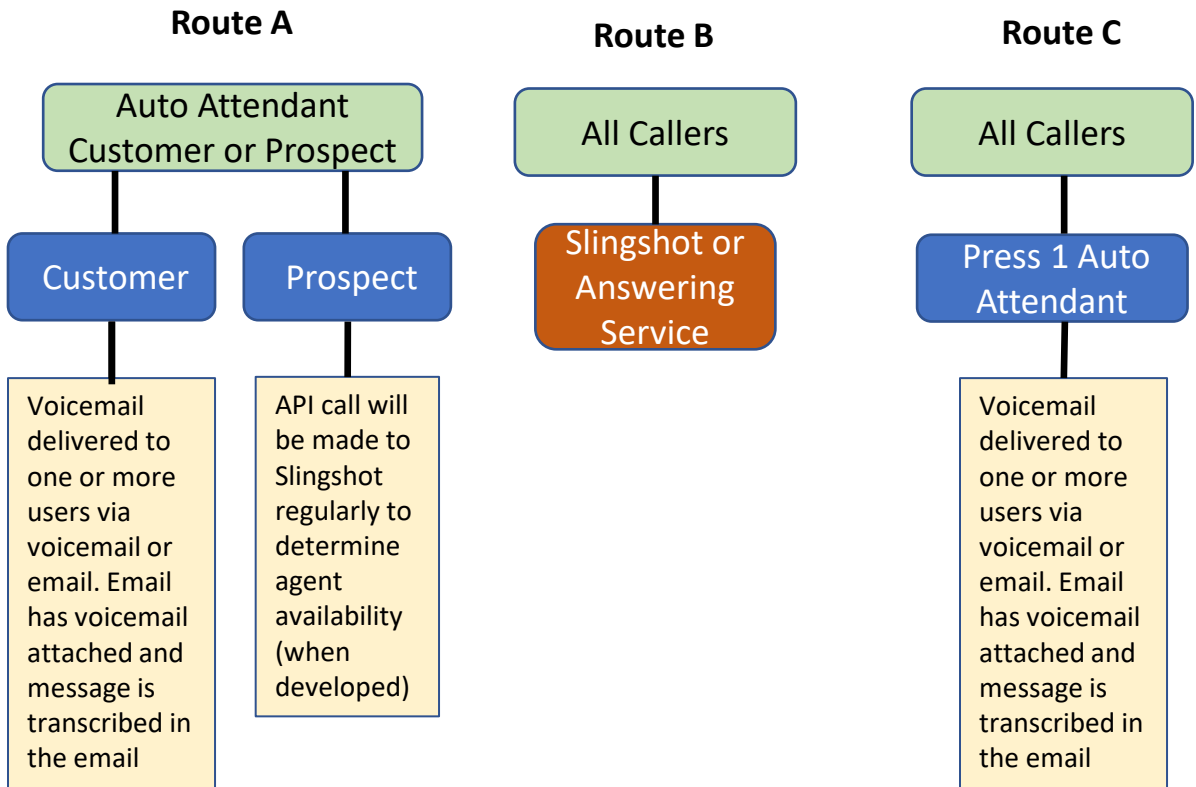 Route A
Auto Attendant
Customer or Prospect
Customer
Voicemail
delivered to
one or more
users via
voicemail or
email. Email
has voicemail
attached and
message is
transcribed in
the email
Prospect
API call will
be made to
Slingshot
regularly to
determine
agent
availability
(when
developed)
Route B
All Callers
Slingshot or
Answering
Service
Route C
All Callers
Press 1 Auto
Attendant
Voicemail
delivered to
one or more
users via
voicemail or
email. Email
has voicemail
attached and
message is
transcribed in
the email